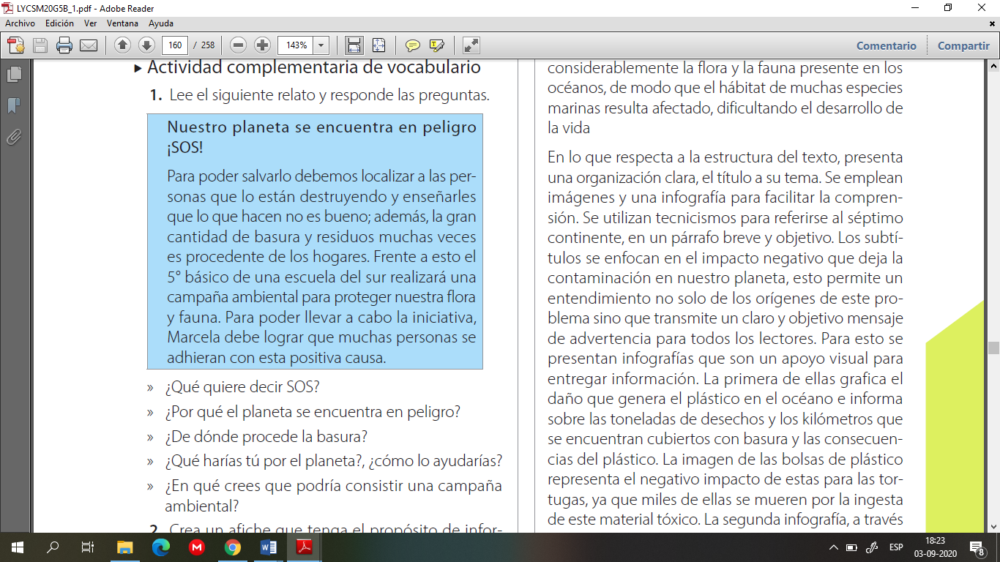 LYCSM20G5B_1.pdf - Adobe Reader
Archivo Edición Ver Ventana Ayuda
160 / 258 143% Comentario Compartir
▶ Actividad complementaria de vocabulario
1. Lee el siguiente relato y responde las preguntas.
Nuestro planeta se encuentra en peligro
¡SOS!
Para poder salvarlo debemos localizar a las per-
sonas que lo están destruyendo y enseñarles
que lo que hacen no es bueno; además, la gran
cantidad de basura y residuos muchas veces
es procedente de los hogares. Frente a esto el
5° básico de una escuela del sur realizará una
campaña ambiental para proteger nuestra flora
y fauna. Para poder llevar a cabo la iniciativa,
Marcela debe lograr que muchas personas se
adhieran con esta positiva causa.
» ¿Qué quiere decir SOS?
» ¿Por qué el planeta se encuentra en peligro?
» ¿De dónde procede la basura?
» ¿Qué harías tú por el planeta?, ¿cómo lo ayudarías?
» ¿En qué crees que podría consistir una campaña
ambiental?
2. Crea un afiche que tenga el propósito de infor-
considerablemente la flora y la fauna presente en los
océanos, de modo que el hábitat de muchas especies
marinas resulta afectado, dificultando el desarrollo de
la vida
En lo que respecta a la estructura del texto, presenta
una organización clara, el título a su tema. Se emplean
imágenes y una infografía para facilitar la compren-
sión. Se utilizan tecnicismos para referirse al séptimo
continente, en un párrafo breve y objetivo. Los subtí-
tulos se enfocan en el impacto negativo que deja la
contaminación en nuestro planeta, esto permite un
entendimiento no solo de los orígenes de este pro-
blema sino que transmite un claro y objetivo mensaje
de advertencia para todos los lectores. Para esto se
presentan infografías que son un apoyo visual para
entregar información. La primera de ellas grafica el
daño que genera el plástico en el océano e informa
sobre las toneladas de desechos y los kilómetros que
se encuentran cubiertos con basura y las consecuen-
cias del plástico. La imagen de las bolsas de plástico
representa el negativo impacto de estas para las tor-
tugas, ya que miles de ellas se mueren por la ingesta
de este material tóxico. La segunda infografía, a través
ESP
18:23
03-09-2020
8